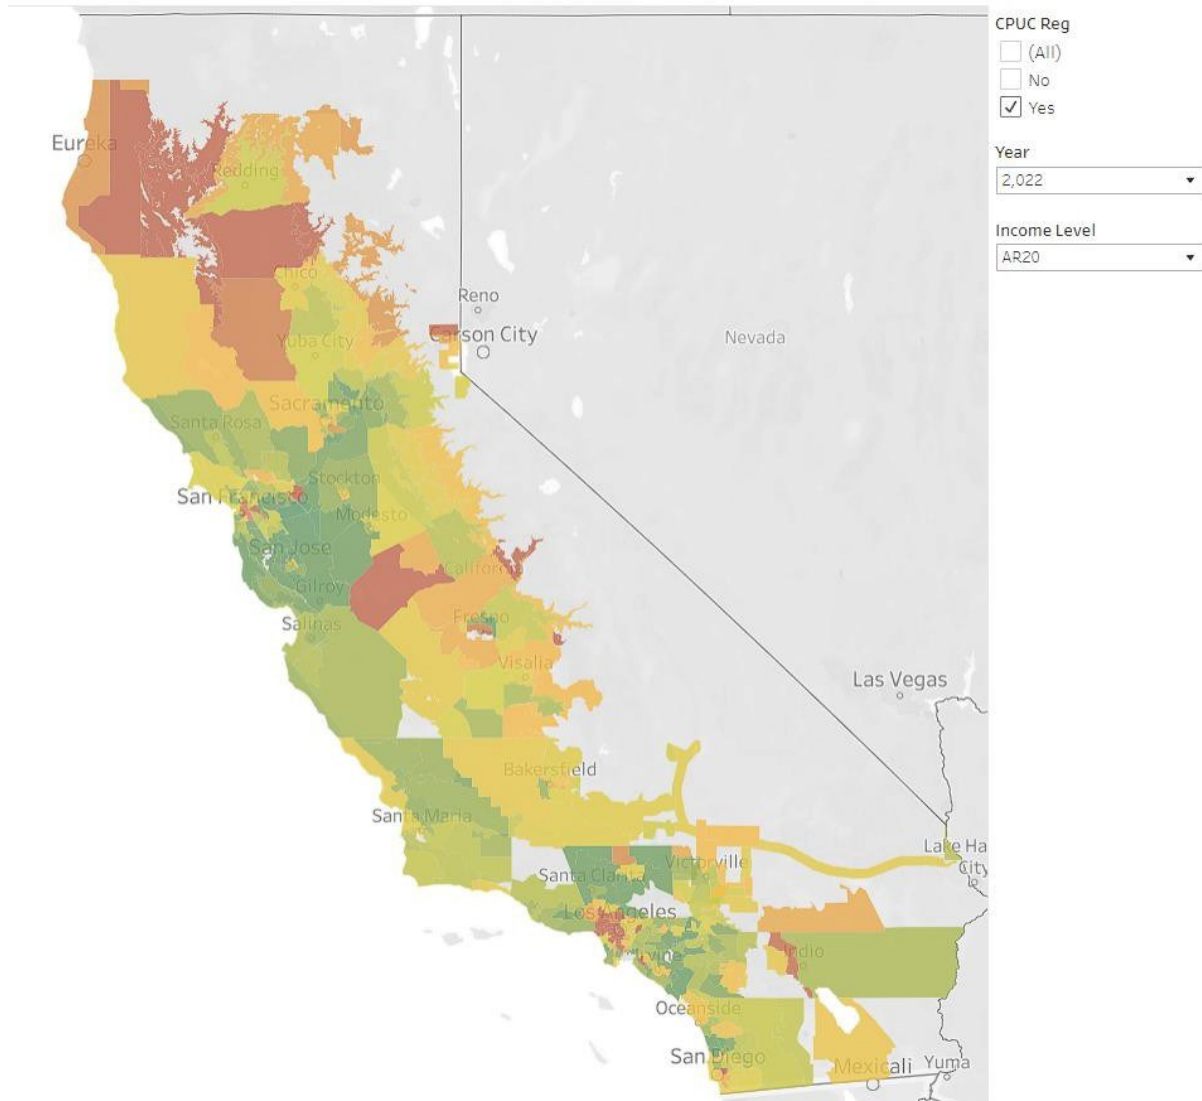 CPUC Reg
(All)
No
Yes
Year
2,022
Income Level
AR20
Eureka
Redding
Chico
Reno
Carson City
Nevada
Yuba City
Sacramento
Santa Rosa
Stockton
San Francisco
Modesto
San Jose
California
Gilroy
Fresno
Salinas
Visalia
Las Vegas
Bakersfield
Santa Maria
Lake Ha
City
Victorville
Santa Clarita
Los Angeles
Irvine
Indio
Oceanside
San Diego
Mexicali
Yuma